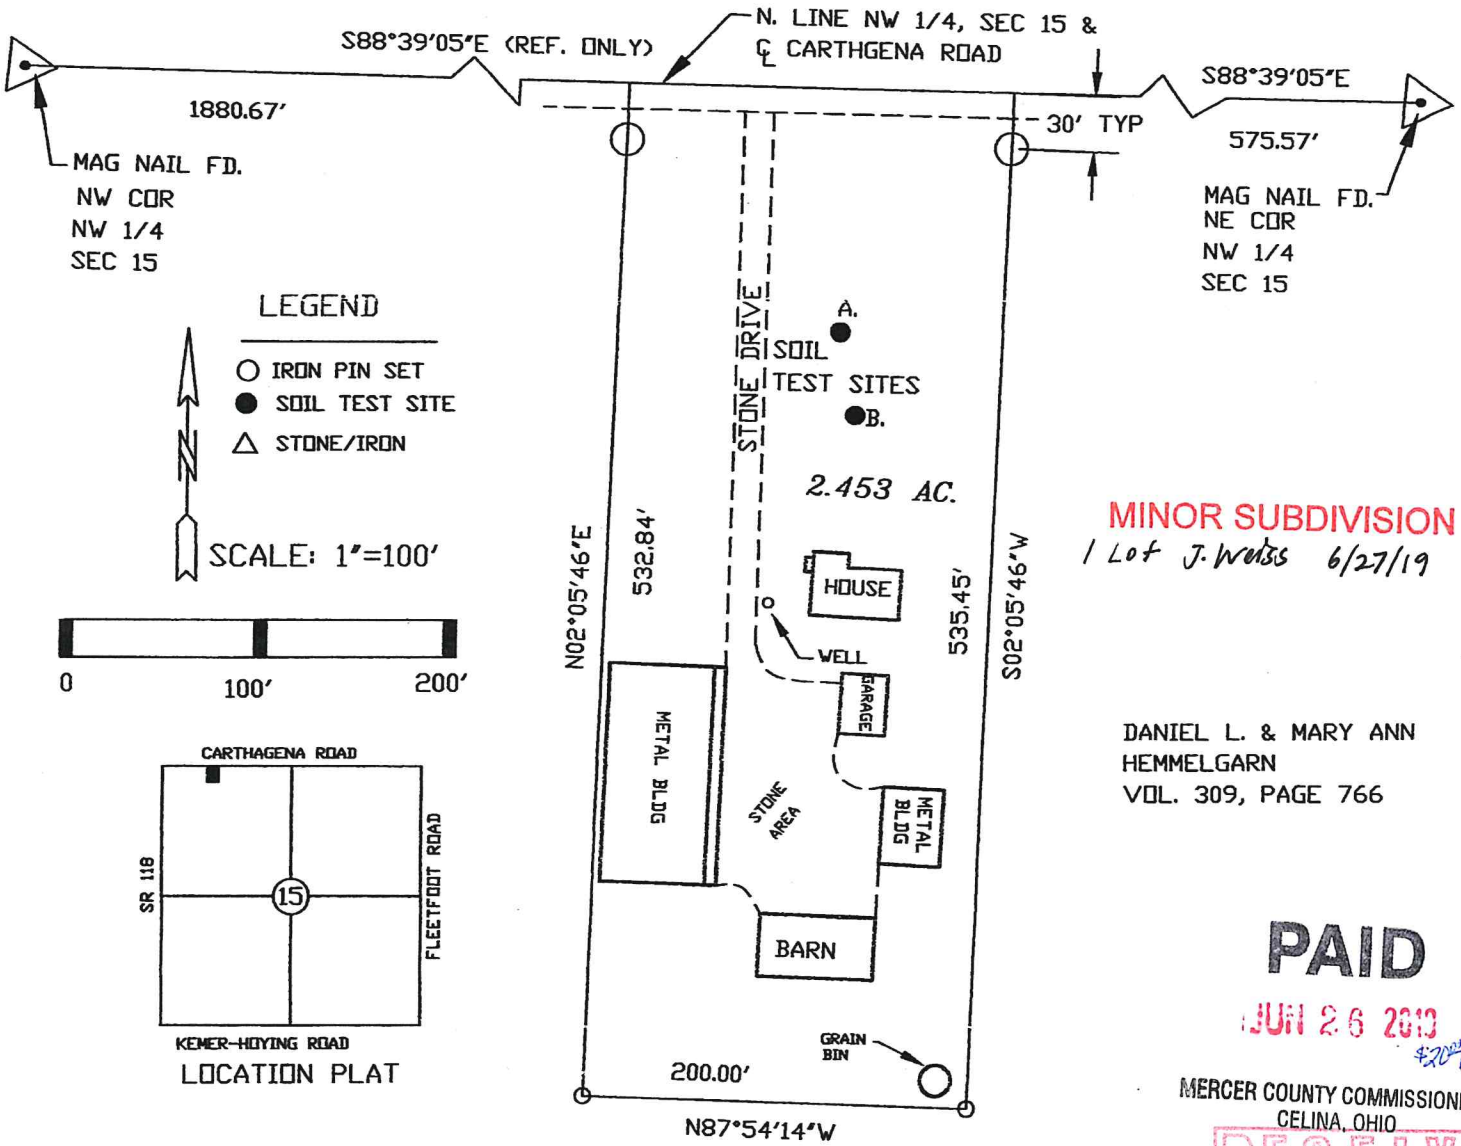 N. LINE NW 1/4, SEC 15 &
℄ CARTHGENA ROAD
S88°39'05"E (REF. ONLY)
1880.67'
S88°39'05"E
30' TYP
575.57'
MAG NAIL FD.
NW COR
NW 1/4
SEC 15
MAG NAIL FD.
NE COR
NW 1/4
SEC 15
LEGEND
IRON PIN SET
SOIL TEST SITE
STONE/IRON
N
SCALE: 1"=100'
0
100'
200'
STONE DRIVE
A.
SOIL
TEST SITES
B.
2.453 AC.
N02°05'46"E
532.84'
HOUSE
535.45'
S02°05'46"W
WELL
GARAGE
METAL BLDG
STONE
AREA
METAL
BLDG
BARN
GRAIN
BIN
200.00'
N87°54'14"W
MINOR SUBDIVISION
1 Lot J. Weiss 6/27/19
DANIEL L. & MARY ANN
HEMMELGARN
VOL. 309, PAGE 766
CARTHAGENA ROAD
SR 118
15
FLEETFOOT ROAD
KEMER-HOYING ROAD
LOCATION PLAT
PAID
JUN 26 2019
MERCER COUNTY COMMISSION
CELINA, OHIO